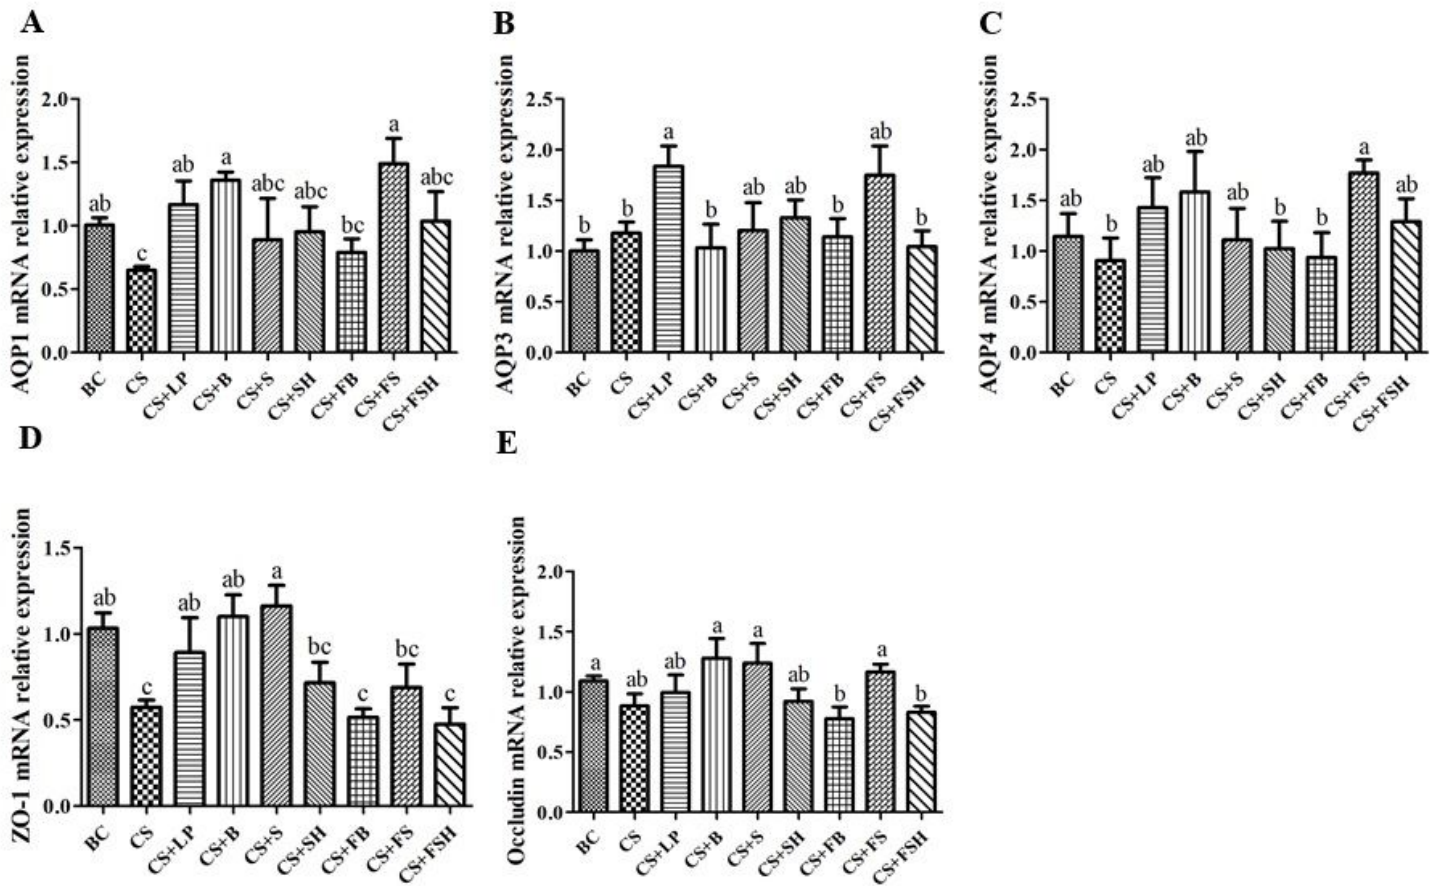 A
AQP1 mRNA relative expression
2.0
1.5
1.0
0.5
0.0
ab
c
ab
a
abc
abc
bc
a
abc
BC
CS
CS+LP
CS+B
CS+S
CS+SH
CS+FB
CS+FS
CS+FSH
B
AQP3 mRNA relative expression
2.5
2.0
1.5
1.0
0.5
0.0
b
b
a
b
ab
ab
b
ab
b
BC
CS
CS+LP
CS+B
CS+S
CS+SH
CS+FB
CS+FS
CS+FSH
C
AQP4 mRNA relative expression
2.5
2.0
1.5
1.0
0.5
0.0
ab
b
ab
ab
ab
b
b
a
ab
BC
CS
CS+LP
CS+B
CS+S
CS+SH
CS+FB
CS+FS
CS+FSH
D
ZO-1 mRNA relative expression
1.5
1.0
0.5
0.0
ab
c
ab
ab
a
bc
c
bc
c
BC
CS
CS+LP
CS+B
CS+S
CS+SH
CS+FB
CS+FS
CS+FSH
E
Occludin mRNA relative expression
2.0
1.5
1.0
0.5
0.0
a
ab
ab
a
a
ab
b
a
b
BC
CS
CS+LP
CS+B
CS+S
CS+SH
CS+FB
CS+FS
CS+FSH